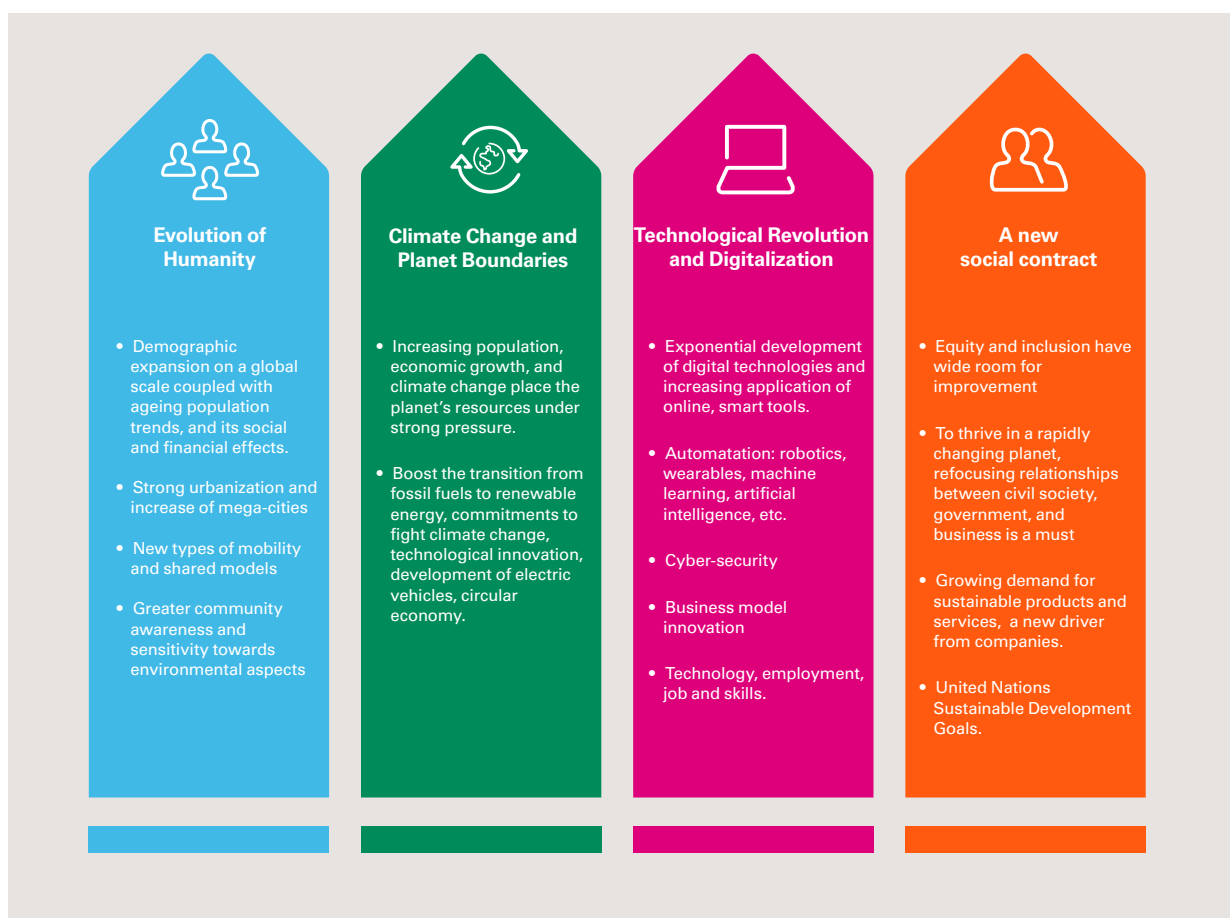 Evolution of
Humanity
• Demographic
expansion on a global
scale coupled with
ageing population
trends, and its social
and financial effects.
• Strong urbanization and
increase of mega-cities
• New types of mobility
and shared models
• Greater community
awareness and
sensitivity towards
environmental aspects
Climate Change and
Planet Boundaries
• Increasing population,
economic growth, and
climate change place the
planet’s resources under
strong pressure.
• Boost the transition from
fossil fuels to renewable
energy, commitments to
fight climate change,
technological innovation,
development of electric
vehicles, circular
economy.
Technological Revolution
and Digitalization
• Exponential development
of digital technologies and
increasing application of
online, smart tools.
• Automatation: robotics,
wearables, machine
learning, artificial
intelligence, etc.
• Cyber-security
• Business model
innovation
• Technology, employment,
job and skills.
A new
social contract
• Equity and inclusion have
wide room for
improvement
• To thrive in a rapidly
changing planet,
refocusing relationships
between civil society,
government, and
business is a must
• Growing demand for
sustainable products and
services, a new driver
from companies.
• United Nations
Sustainable Development
Goals.